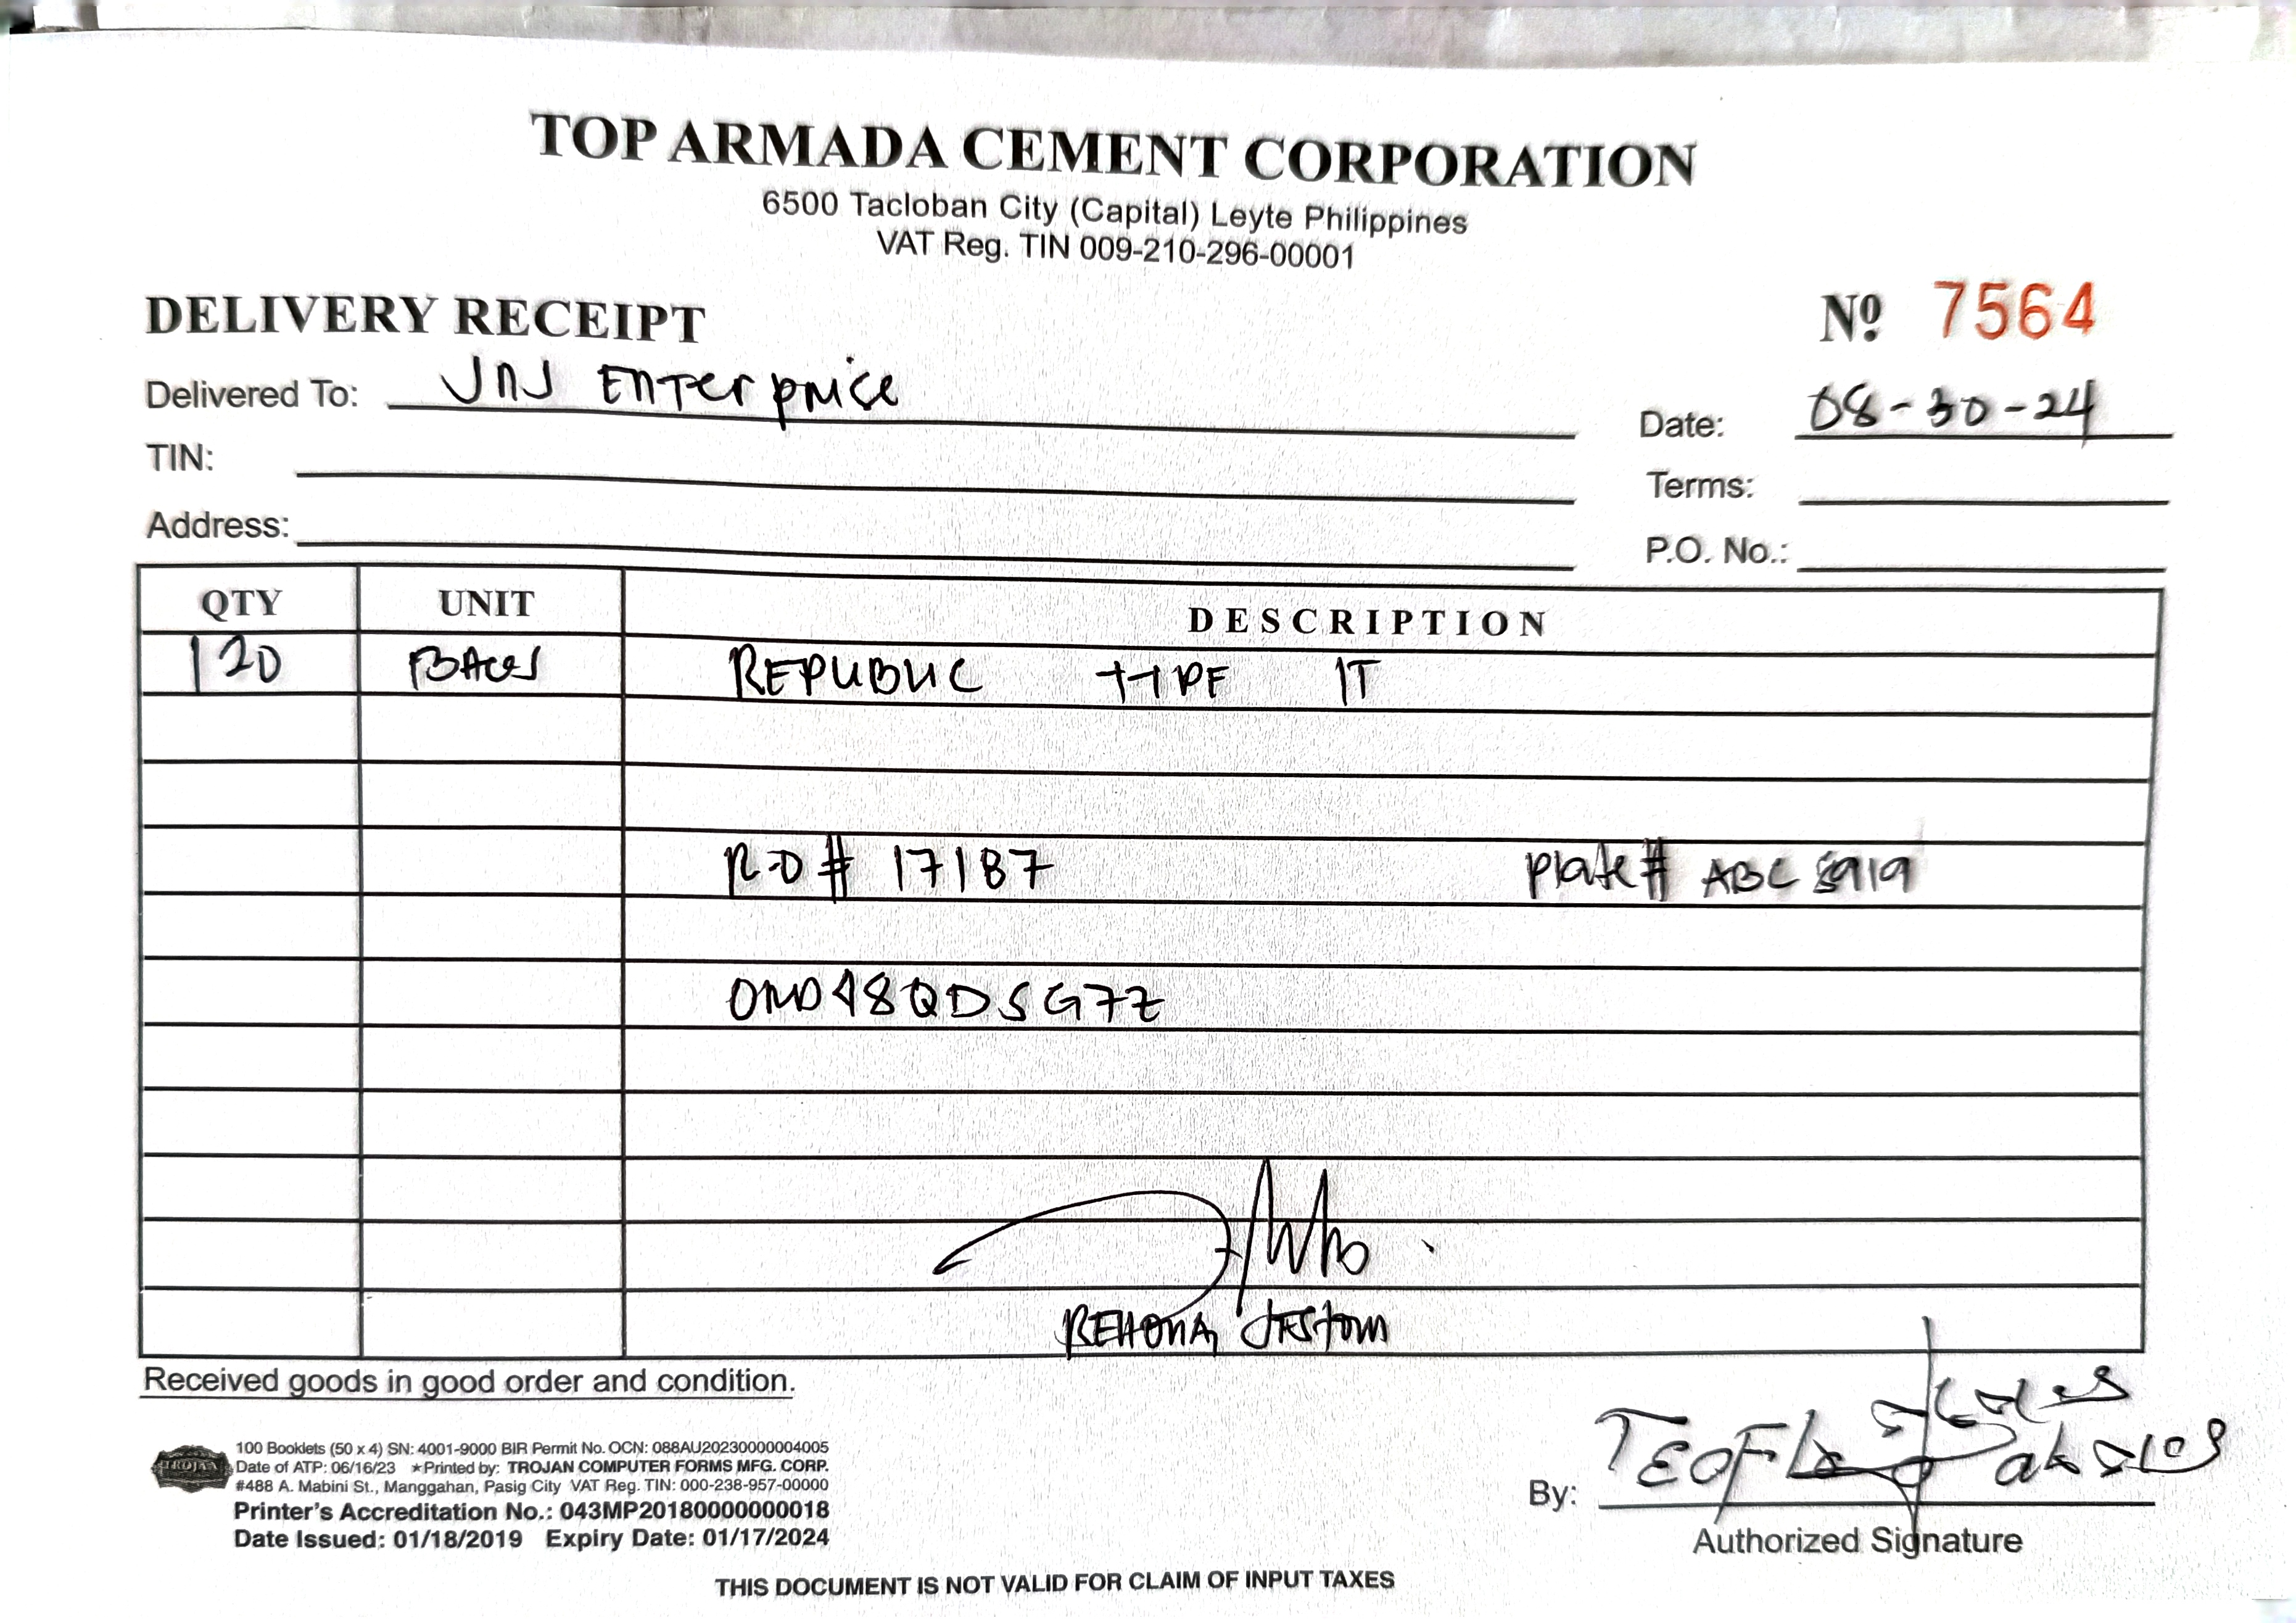 TOP ARMADA CEMENT CORPORATION
6500 Tacloban City (Capital) Leyte Philippines
VAT Reg. TIN 009-210-296-00001
DELIVERY RECEIPT
Nº 7564
Delivered To: JNJ Enterprise
Date: 08-30-24
TIN:
Terms:
Address:
P.O. No.:
QTY UNIT DESCRIPTION
120 BAGS REPUBLIC TYPE 1T
R-O # 17187 plate# ABC 5919
Received goods in good order and condition.
TROJAN
100 Booklets (50 x 4) SN: 4001-9000 BIR Permit No. OCN: 088AU20230000004005
Date of ATP: 06/16/23 ★Printed by: TROJAN COMPUTER FORMS MFG. CORP.
#488 A. Mabini St., Manggahan, Pasig City VAT Reg. TIN: 000-238-957-00000
Printer's Accreditation No.: 043MP20180000000018
Date Issued: 01/18/2019 Expiry Date: 01/17/2024
By:
Authorized Signature
THIS DOCUMENT IS NOT VALID FOR CLAIM OF INPUT TAXES